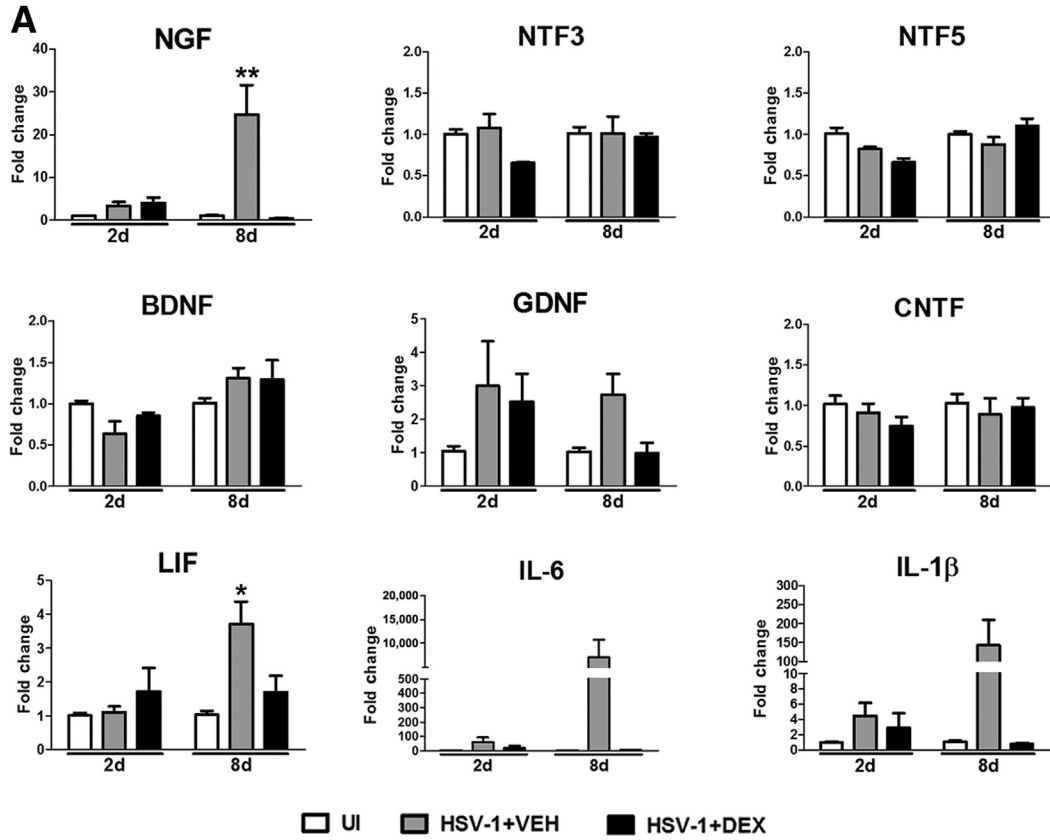 A
NGF
Fold change
40
30
20
10
0
**
2d 8d
NTF3
Fold change
2.0
1.5
1.0
0.5
0.0
2d 8d
NTF5
Fold change
2.0
1.5
1.0
0.5
0.0
2d 8d
BDNF
Fold change
2.0
1.5
1.0
0.5
0.0
2d 8d
GDNF
Fold change
5
4
3
2
1
0
2d 8d
CNTF
Fold change
2.0
1.5
1.0
0.5
0.0
2d 8d
LIF
Fold change
5
4
3
2
1
0
*
2d 8d
IL-6
Fold change
20,000
15,000
10,000
500
400
300
200
100
0
2d 8d
IL-1β
Fold change
300
250
200
150
100
10
8
6
4
2
0
2d 8d
UI HSV-1+VEH HSV-1+DEX